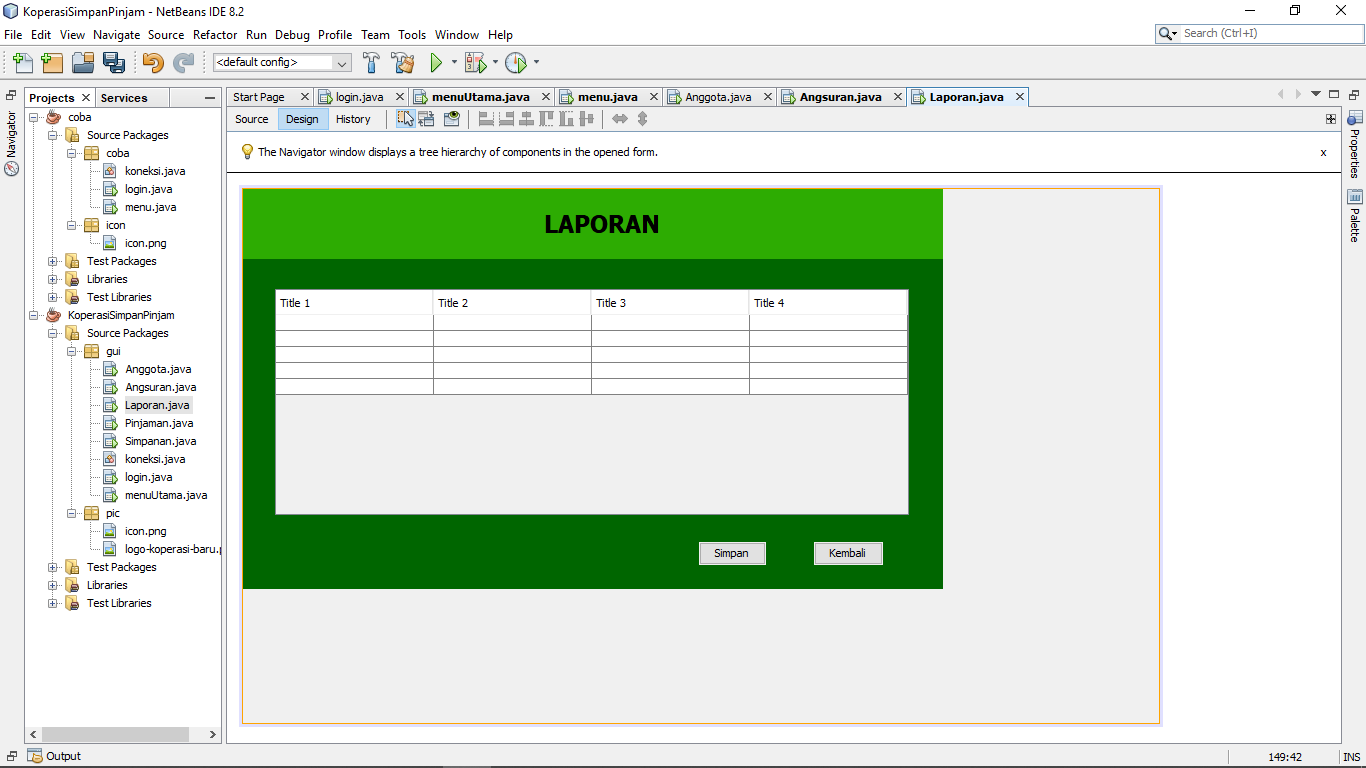 KoperasiSimpanPinjam - NetBeans IDE 8.2
File Edit View Navigate Source Refactor Run Debug Profile Team Tools Window Help
Search (Ctrl+I)
<default config>
Projects Services
Start Page login.java menuUtama.java menu.java Anggota.java Angsuran.java Laporan.java
Source Design History
The Navigator window displays a tree hierarchy of components in the opened form.
x
Navigator
Properties
Palette
coba
Source Packages
coba
koneksi.java
login.java
menu.java
icon
icon.png
Test Packages
Libraries
Test Libraries
KoperasiSimpanPinjam
Source Packages
gui
Anggota.java
Angsuran.java
Laporan.java
Pinjaman.java
Simpanan.java
koneksi.java
login.java
menuUtama.java
pic
icon.png
logo-koperasi-baru.p
Test Packages
Libraries
Test Libraries
LAPORAN
Title 1 Title 2 Title 3 Title 4
Simpan Kembali
Output
149:42 INS